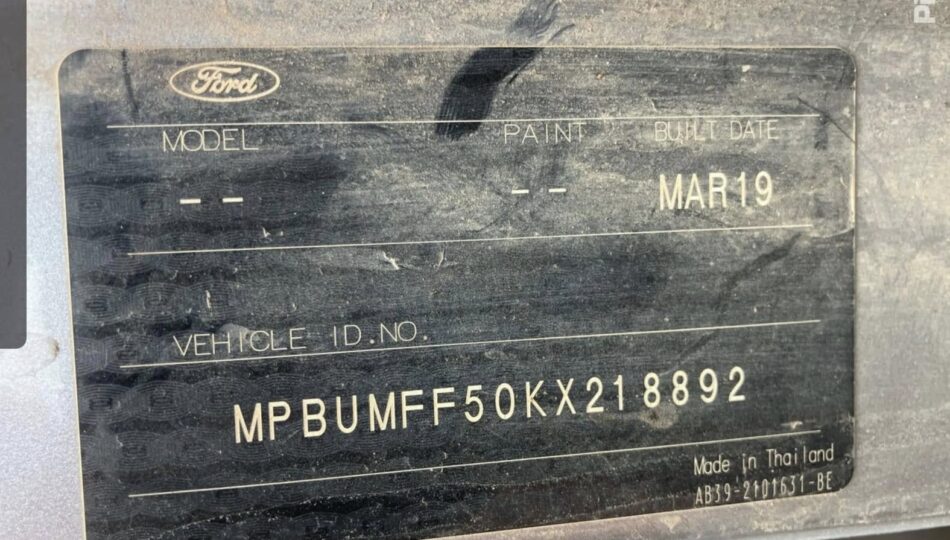 Ford
MODEL PAINT BUILT DATE
-- -- MAR19
VEHICLE ID.NO.
MPBUMFF50KX218892
Made in Thailand
AB39-2101631-BE